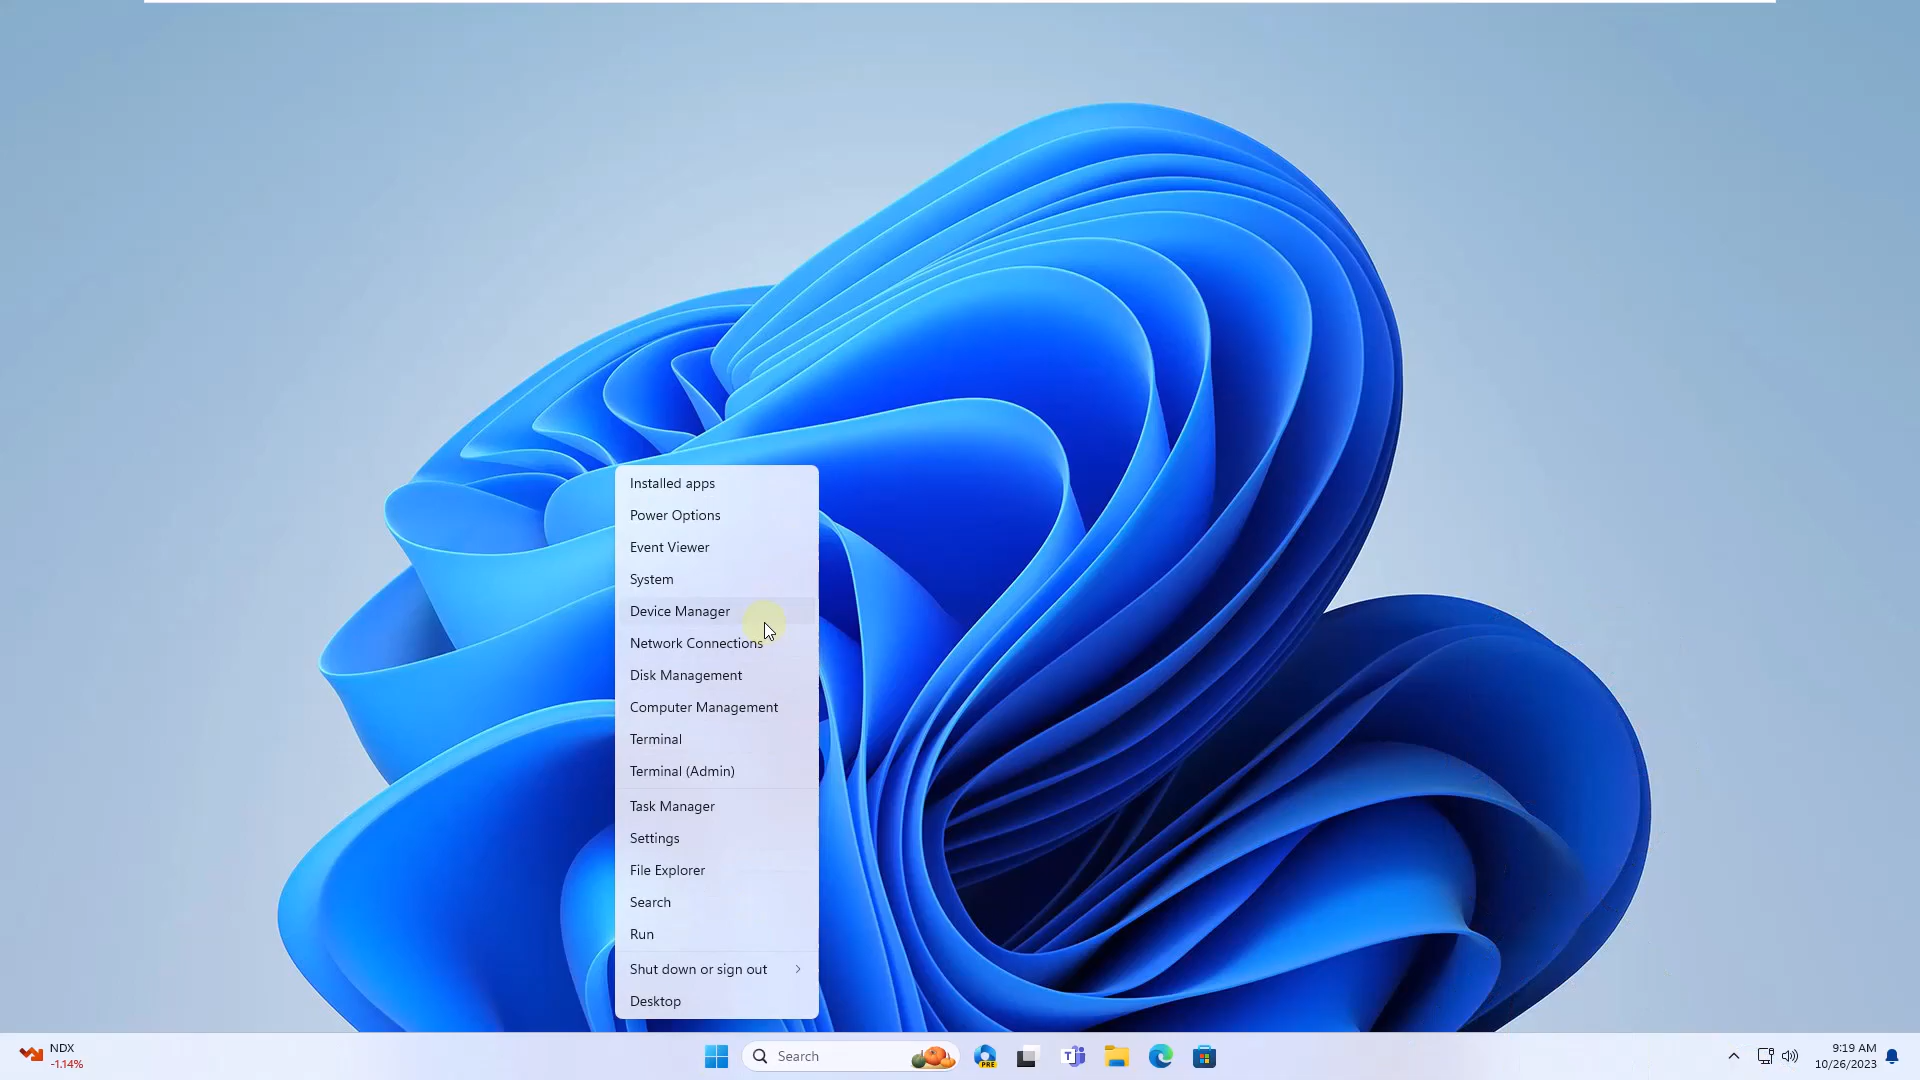 Installed apps
Power Options
Event Viewer
System
Device Manager
Network Connections
Disk Management
Computer Management
Terminal
Terminal (Admin)
Task Manager
Settings
File Explorer
Search
Run
Shut down or sign out
Desktop
NDX
-1.14%
Search
PRE
T
9:19 AM
10/26/2023